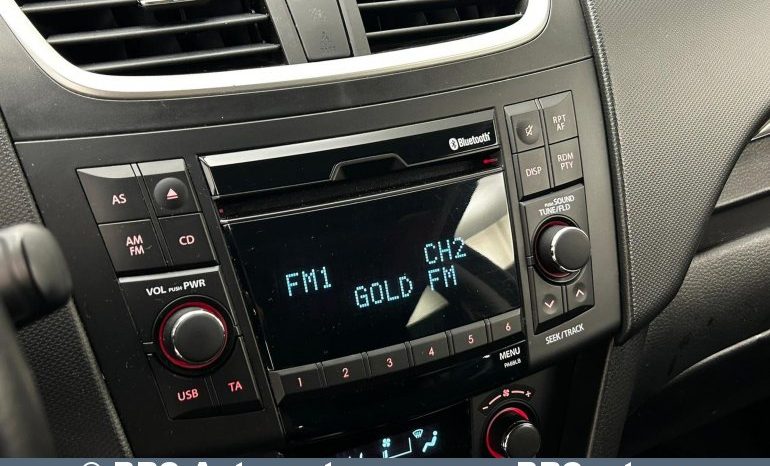 Bluetooth
AS
AM
FM
CD
RPT
AF
DISP
RDM
PTY
PUSH SOUND
TUNE/FLD
VOL PUSH PWR
FM1
CH2
GOLD FM
SEEK/TRACK
1 2 3 4 5 6
MENU
USB
TA